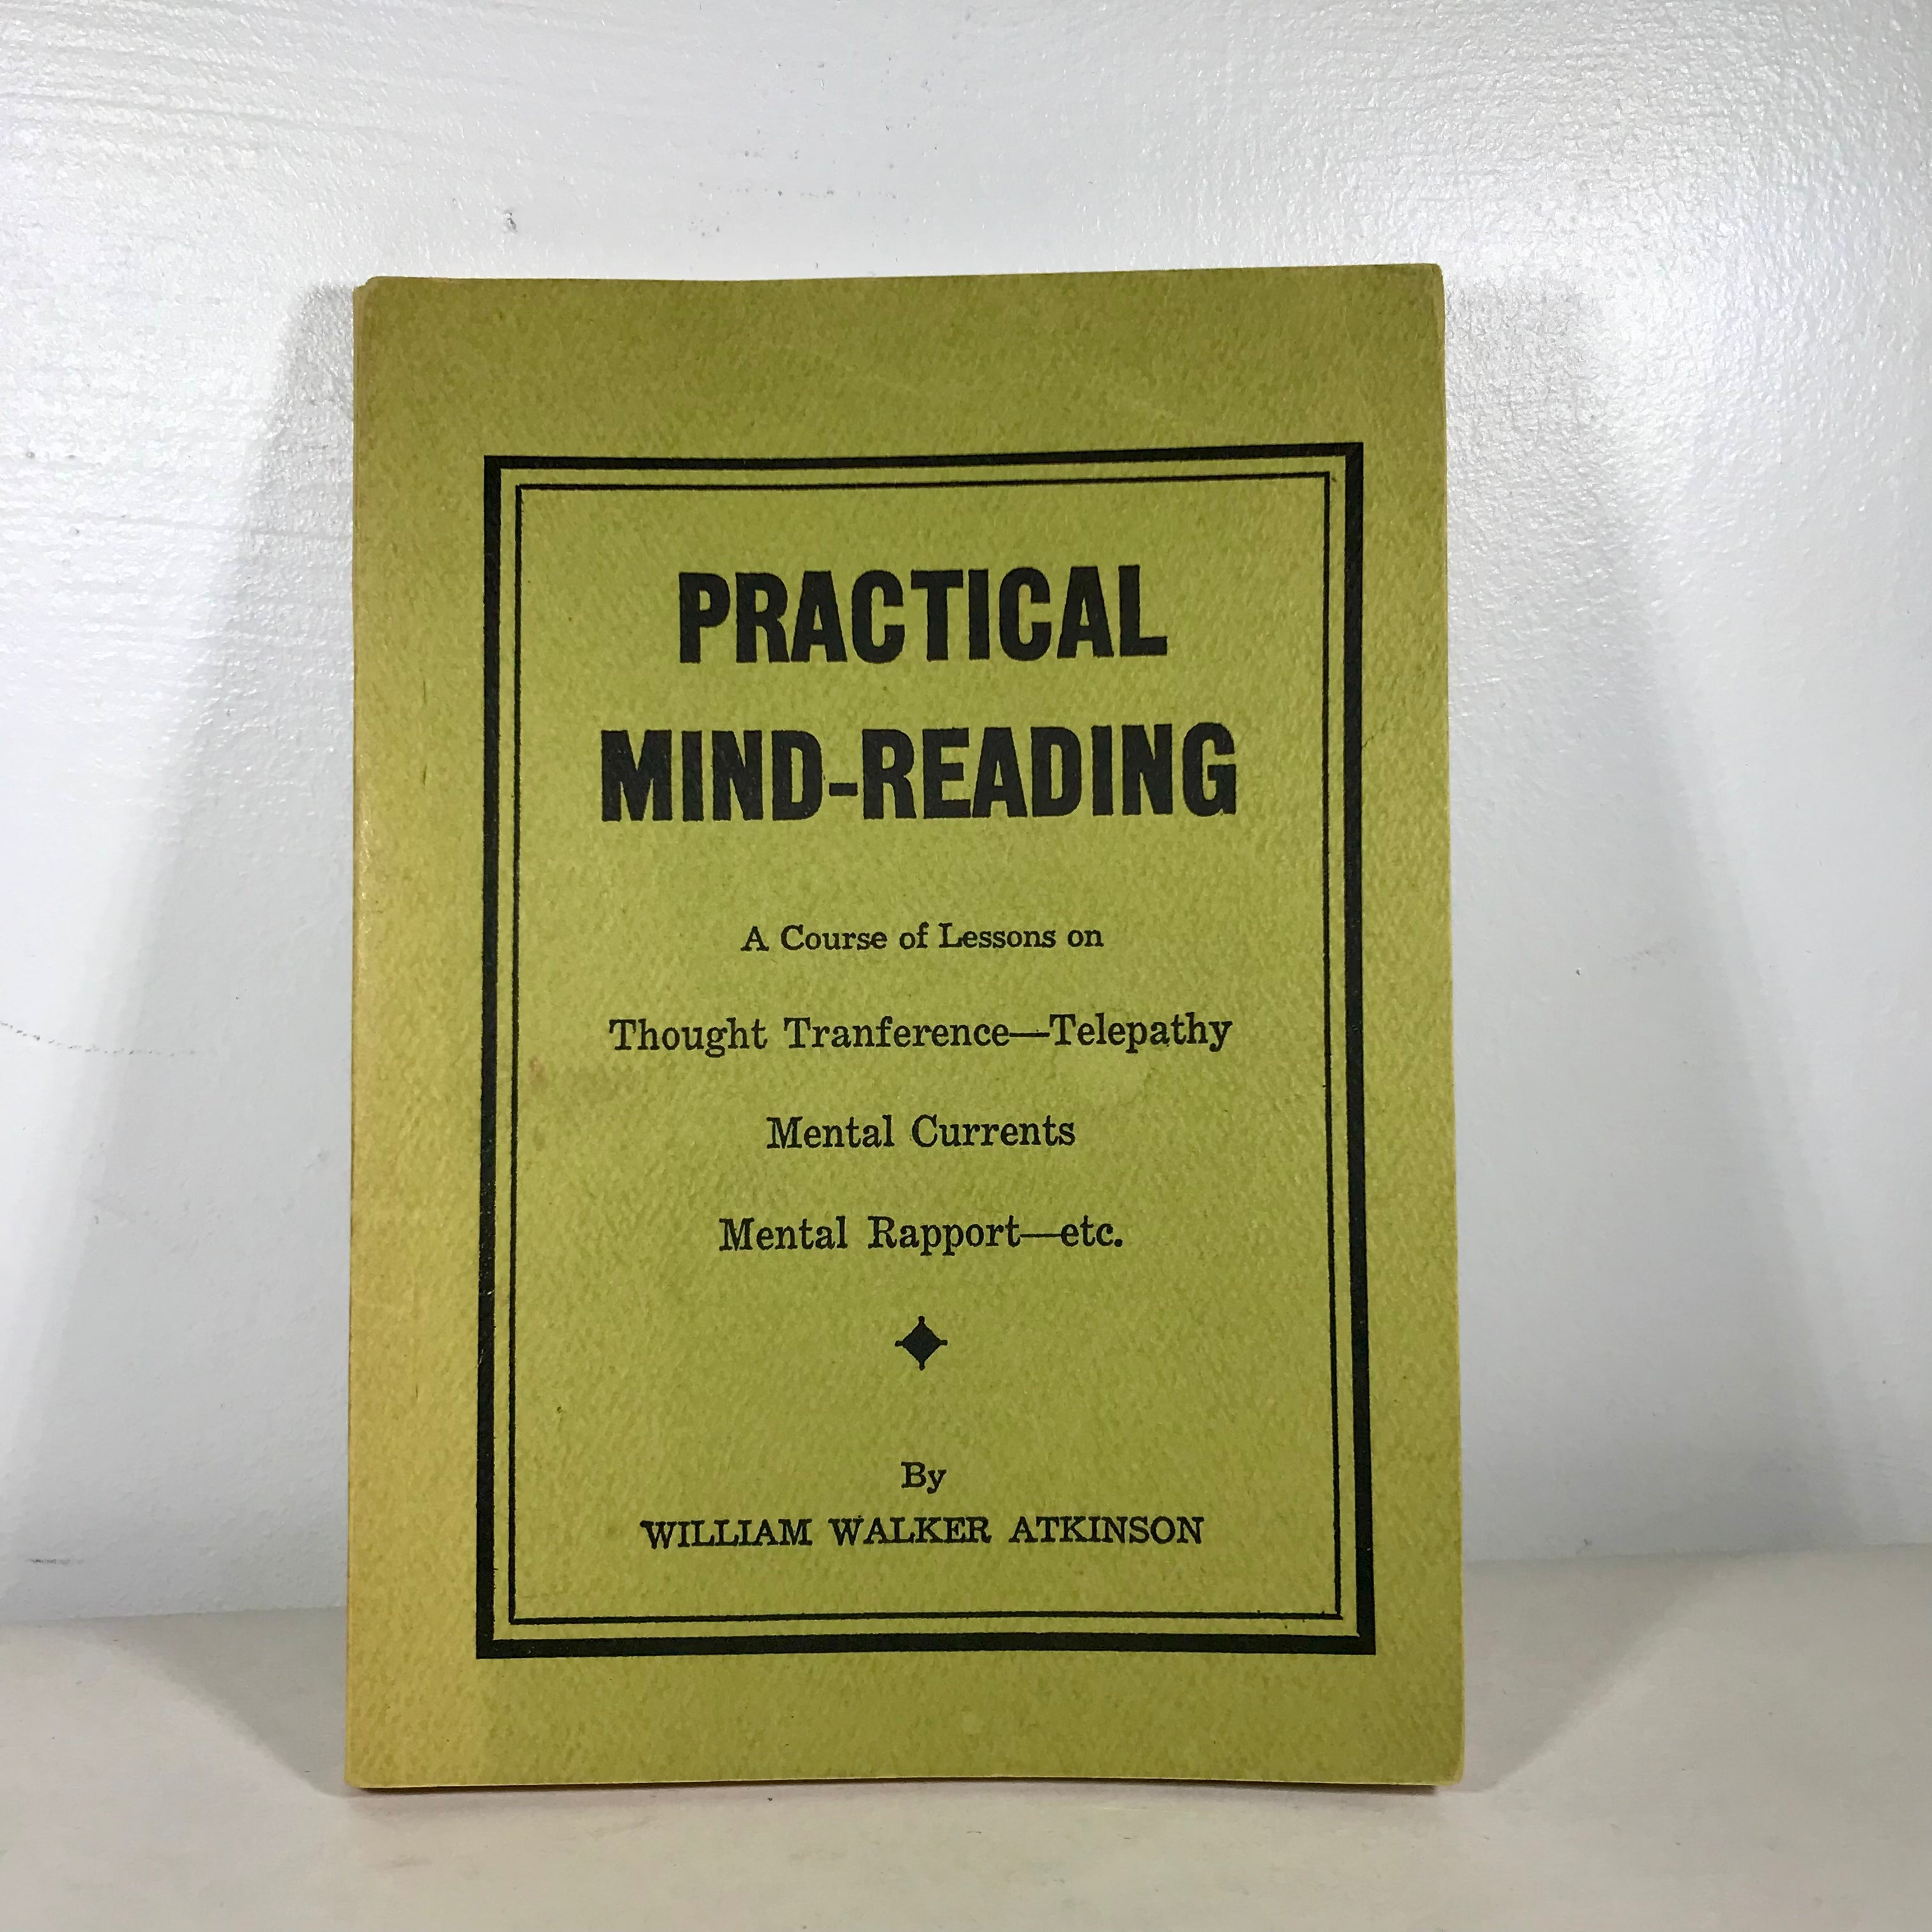 PRACTICAL
MIND-READING
A Course of Lessons on
Thought Tranference—Telepathy
Mental Currents
Mental Rapport—etc.
By
WILLIAM WALKER ATKINSON